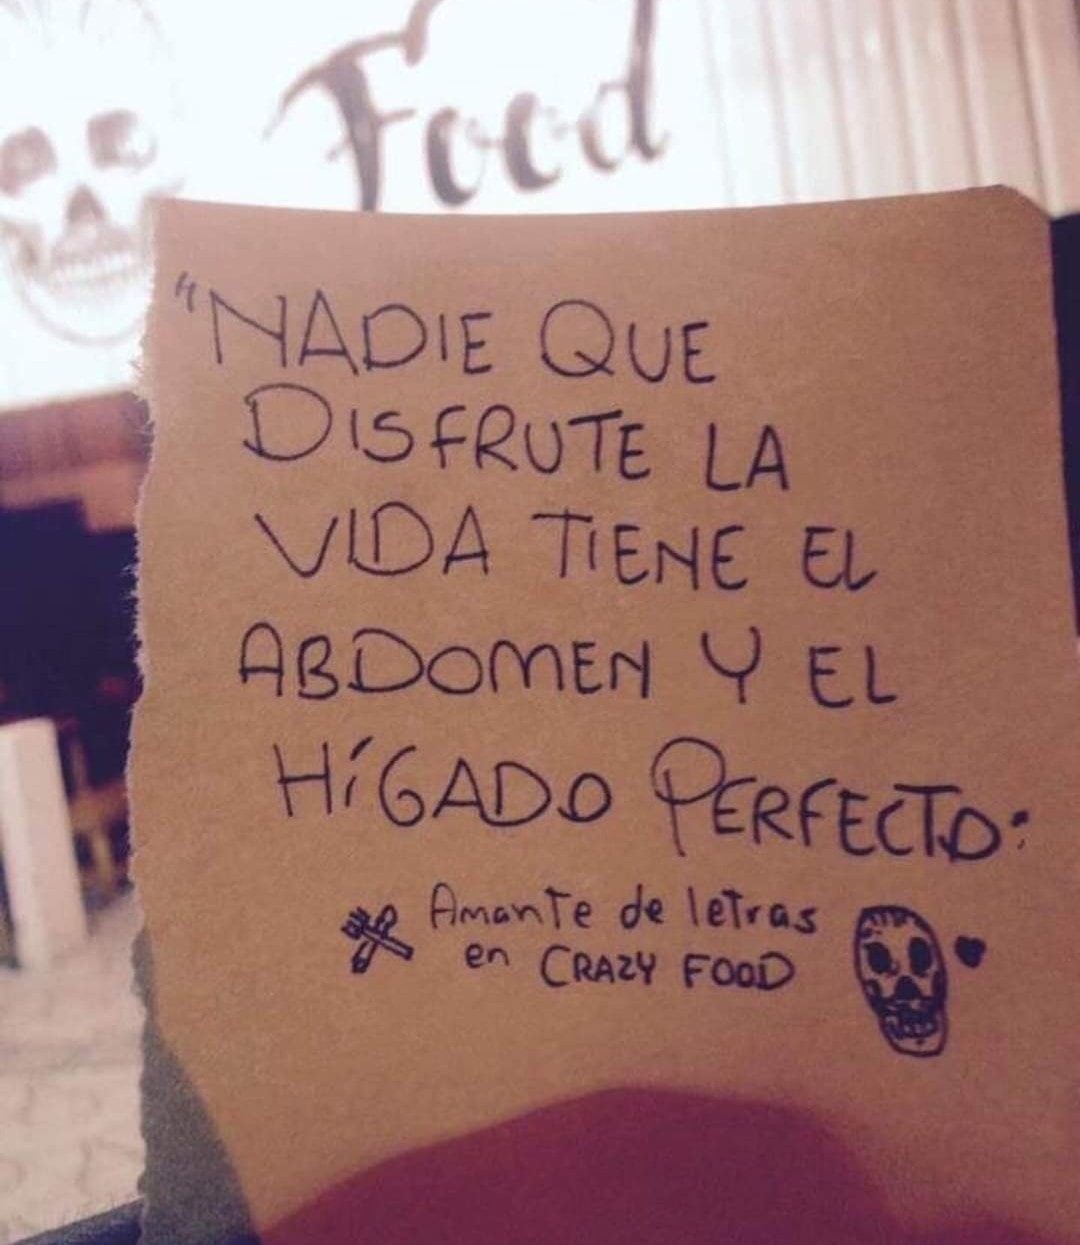 Food
"NADIE QUE
DISFRUTE LA
VIDA TIENE EL
ABDOMEN Y EL
HÍGADO PERFECTO:
Amante de letras
en CRAZY FOOD